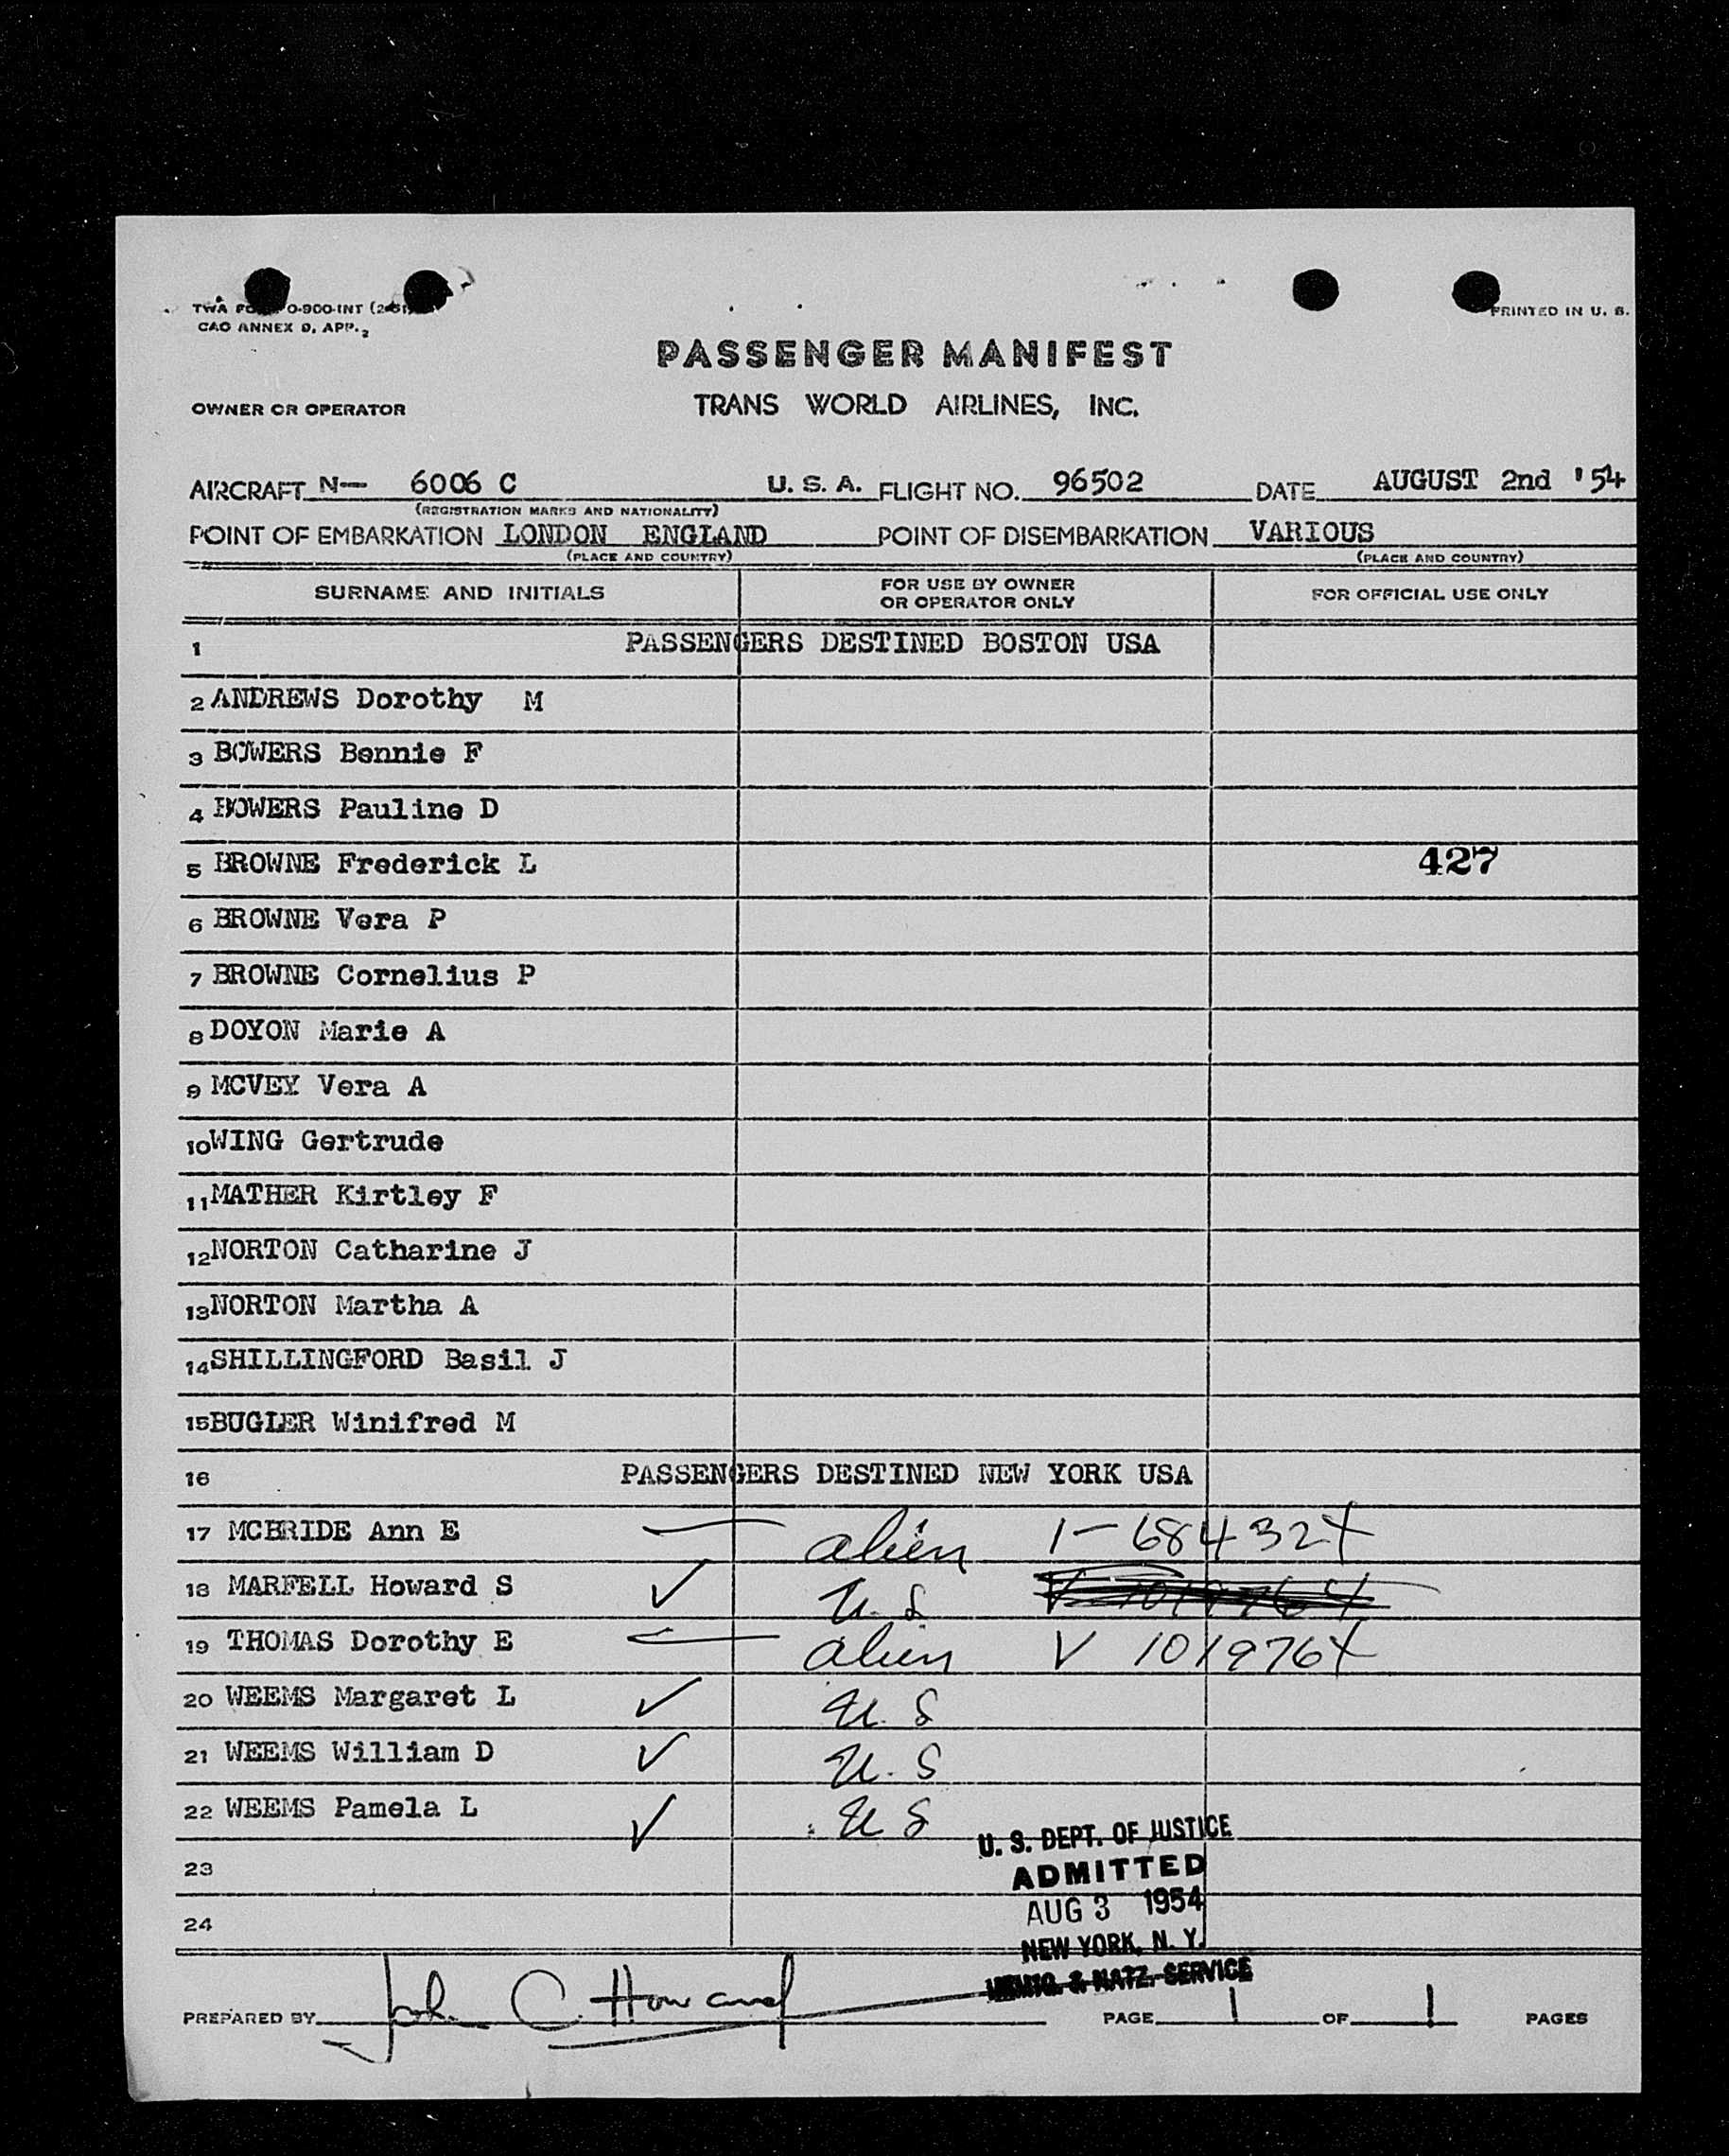 TWA FO 0-900-INT (2-51)
PRINTED IN U. S.
CAO ANNEX 9, APP. 2
PASSENGER MANIFEST
OWNER OR OPERATOR TRANS WORLD AIRLINES, INC.
AIRCRAFT N— 6006 C U. S. A. FLIGHT NO. 96502 DATE AUGUST 2nd '54
(REGISTRATION MARKS AND NATIONALITY)
POINT OF EMBARKATION LONDON ENGLAND POINT OF DISEMBARKATION VARIOUS
(PLACE AND COUNTRY) (PLACE AND COUNTRY)
SURNAME AND INITIALS FOR USE BY OWNER OR OPERATOR ONLY FOR OFFICIAL USE ONLY
1 PASSENGERS DESTINED BOSTON USA
2 ANDREWS Dorothy M
3 BOWERS Bennie F
4 BOWERS Pauline D
5 BROWNE Frederick L 427
6 BROWNE Vera P
7 BROWNE Cornelius P
8 DOYON Marie A
9 MCVEY Vera A
10 WING Gertrude
11 MATHER Kirtley F
12 NORTON Catharine J
13 NORTON Martha A
14 SHILLINGFORD Basil J
15 BUGLER Winifred M
16 PASSENGERS DESTINED NEW YORK USA
17 MCBRIDE Ann E alien 1-684324
18 MARFELL Howard S U. S
19 THOMAS Dorothy E alien V 1019764
20 WEEMS Margaret L U. S
21 WEEMS William D U. S
22 WEEMS Pamela L U S
23
24
U. S. DEPT. OF JUSTICE
ADMITTED
AUG 3 1954
NEW YORK, N. Y.
IMMIG. & NATZ. SERVICE
PREPARED BY John C Howard PAGE 1 OF 1 PAGES